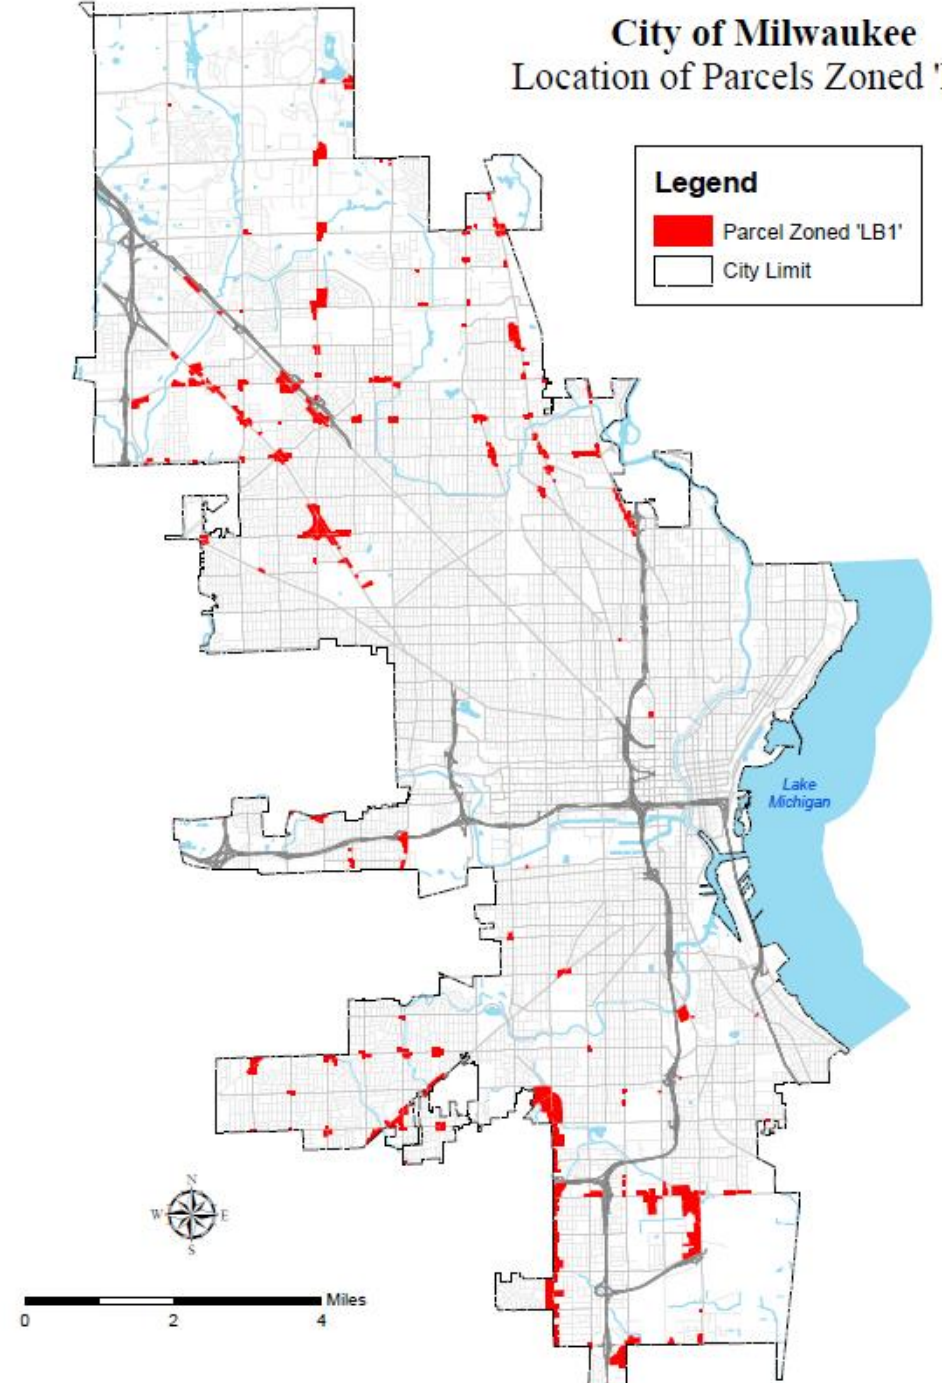 City of Milwaukee
Location of Parcels Zoned '
Legend
Parcel Zoned 'LB1'
City Limit
Lake
Michigan
N
W E
S
Miles
0 2 4